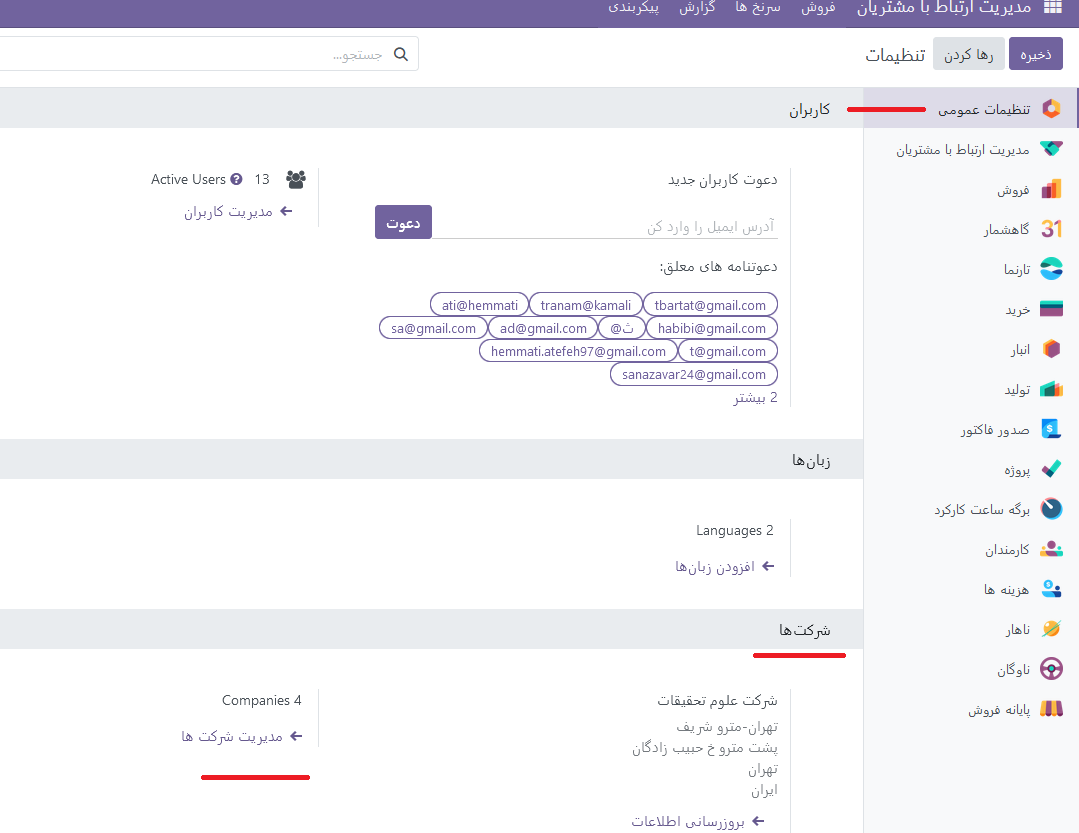 مدیریت ارتباط با مشتریان فروش سرنخ ها گزارش پیکربندی
ذخیره رها کردن تنظیمات جستجو...
تنظیمات عمومی
مدیریت ارتباط با مشتریان
فروش
31 گاهشمار
تارنما
خرید
انبار
تولید
صدور فاکتور
پروژه
برگه ساعت کارکرد
کارمندان
هزینه ها
ناهار
ناوگان
پایانه فروش
کاربران
دعوت کاربران جدید
آدرس ایمیل را وارد کن دعوت
دعوتنامه های معلق:
tbartat@gmail.com tranam@kamali ati@hemmati
habibi@gmail.com ث@ ad@gmail.com sa@gmail.com
t@gmail.com hemmati.atefeh97@gmail.com
sanazavar24@gmail.com
2 بیشتر
13 Active Users ?
مدیریت کاربران
زبان‌ها
2 Languages
افزودن زبان‌ها
شرکت‌ها
شرکت علوم تحقیقات
تهران-مترو شریف
پشت مترو خ حبیب زادگان
تهران
ایران
بروزرسانی اطلاعات
4 Companies
مدیریت شرکت ها